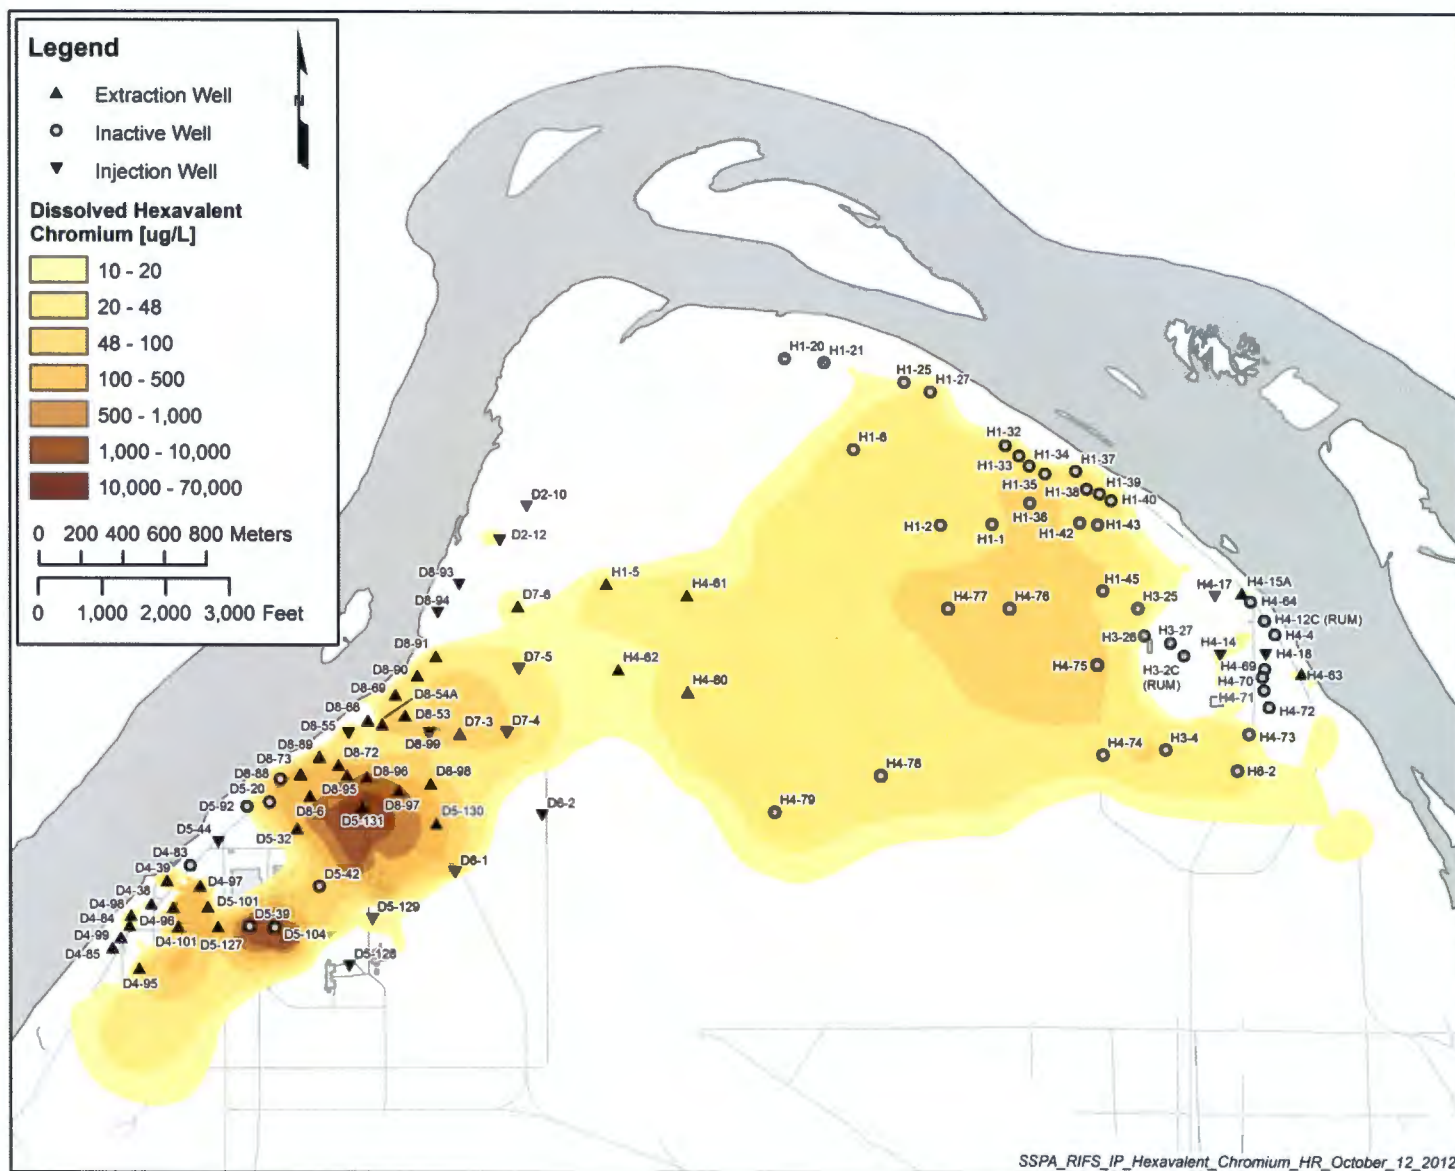 Legend
Extraction Well
Inactive Well
Injection Well
N
Dissolved Hexavalent
Chromium [ug/L]
10 - 20
20 - 48
48 - 100
100 - 500
500 - 1,000
1,000 - 10,000
10,000 - 70,000
0 200 400 600 800 Meters
0 1,000 2,000 3,000 Feet
H1-20
H1-21
H1-25
H1-27
H1-6
H1-32
H1-33
H1-34
H1-37
H1-35
H1-38
H1-39
H1-40
H1-36
H1-2
H1-1
H1-42
H1-43
D2-10
D2-12
D8-93
D8-94
D7-6
H1-5
H4-61
H4-77
H4-76
H1-45
H3-25
H4-17
H4-15A
H4-64
H4-12C (RUM)
H3-26
H3-27
H4-14
H4-4
H4-18
D8-91
D8-90
D7-5
H4-62
H4-75
H3-2C
(RUM)
H4-69
H4-70
H4-63
H4-71
D8-69
D8-54A
H4-80
H4-72
D8-68
D8-55
D8-53
D7-3
D7-4
D8-99
H4-73
D8-89
D8-72
H4-74
H3-4
D8-73
D8-88
D8-96
D8-98
H4-78
H6-2
D5-20
D8-95
D5-92
D8-6
D8-97
D5-131
D5-130
D6-2
H4-79
D5-44
D5-32
D4-83
D4-39
D4-97
D5-42
D6-1
D4-38
D4-98
D5-101
D5-39
D5-129
D4-84
D4-96
D4-99
D4-101
D5-127
D5-104
D4-85
D5-128
D4-95
SSPA_RIFS_IP_Hexavalent_Chromium_HR_October_12_2012